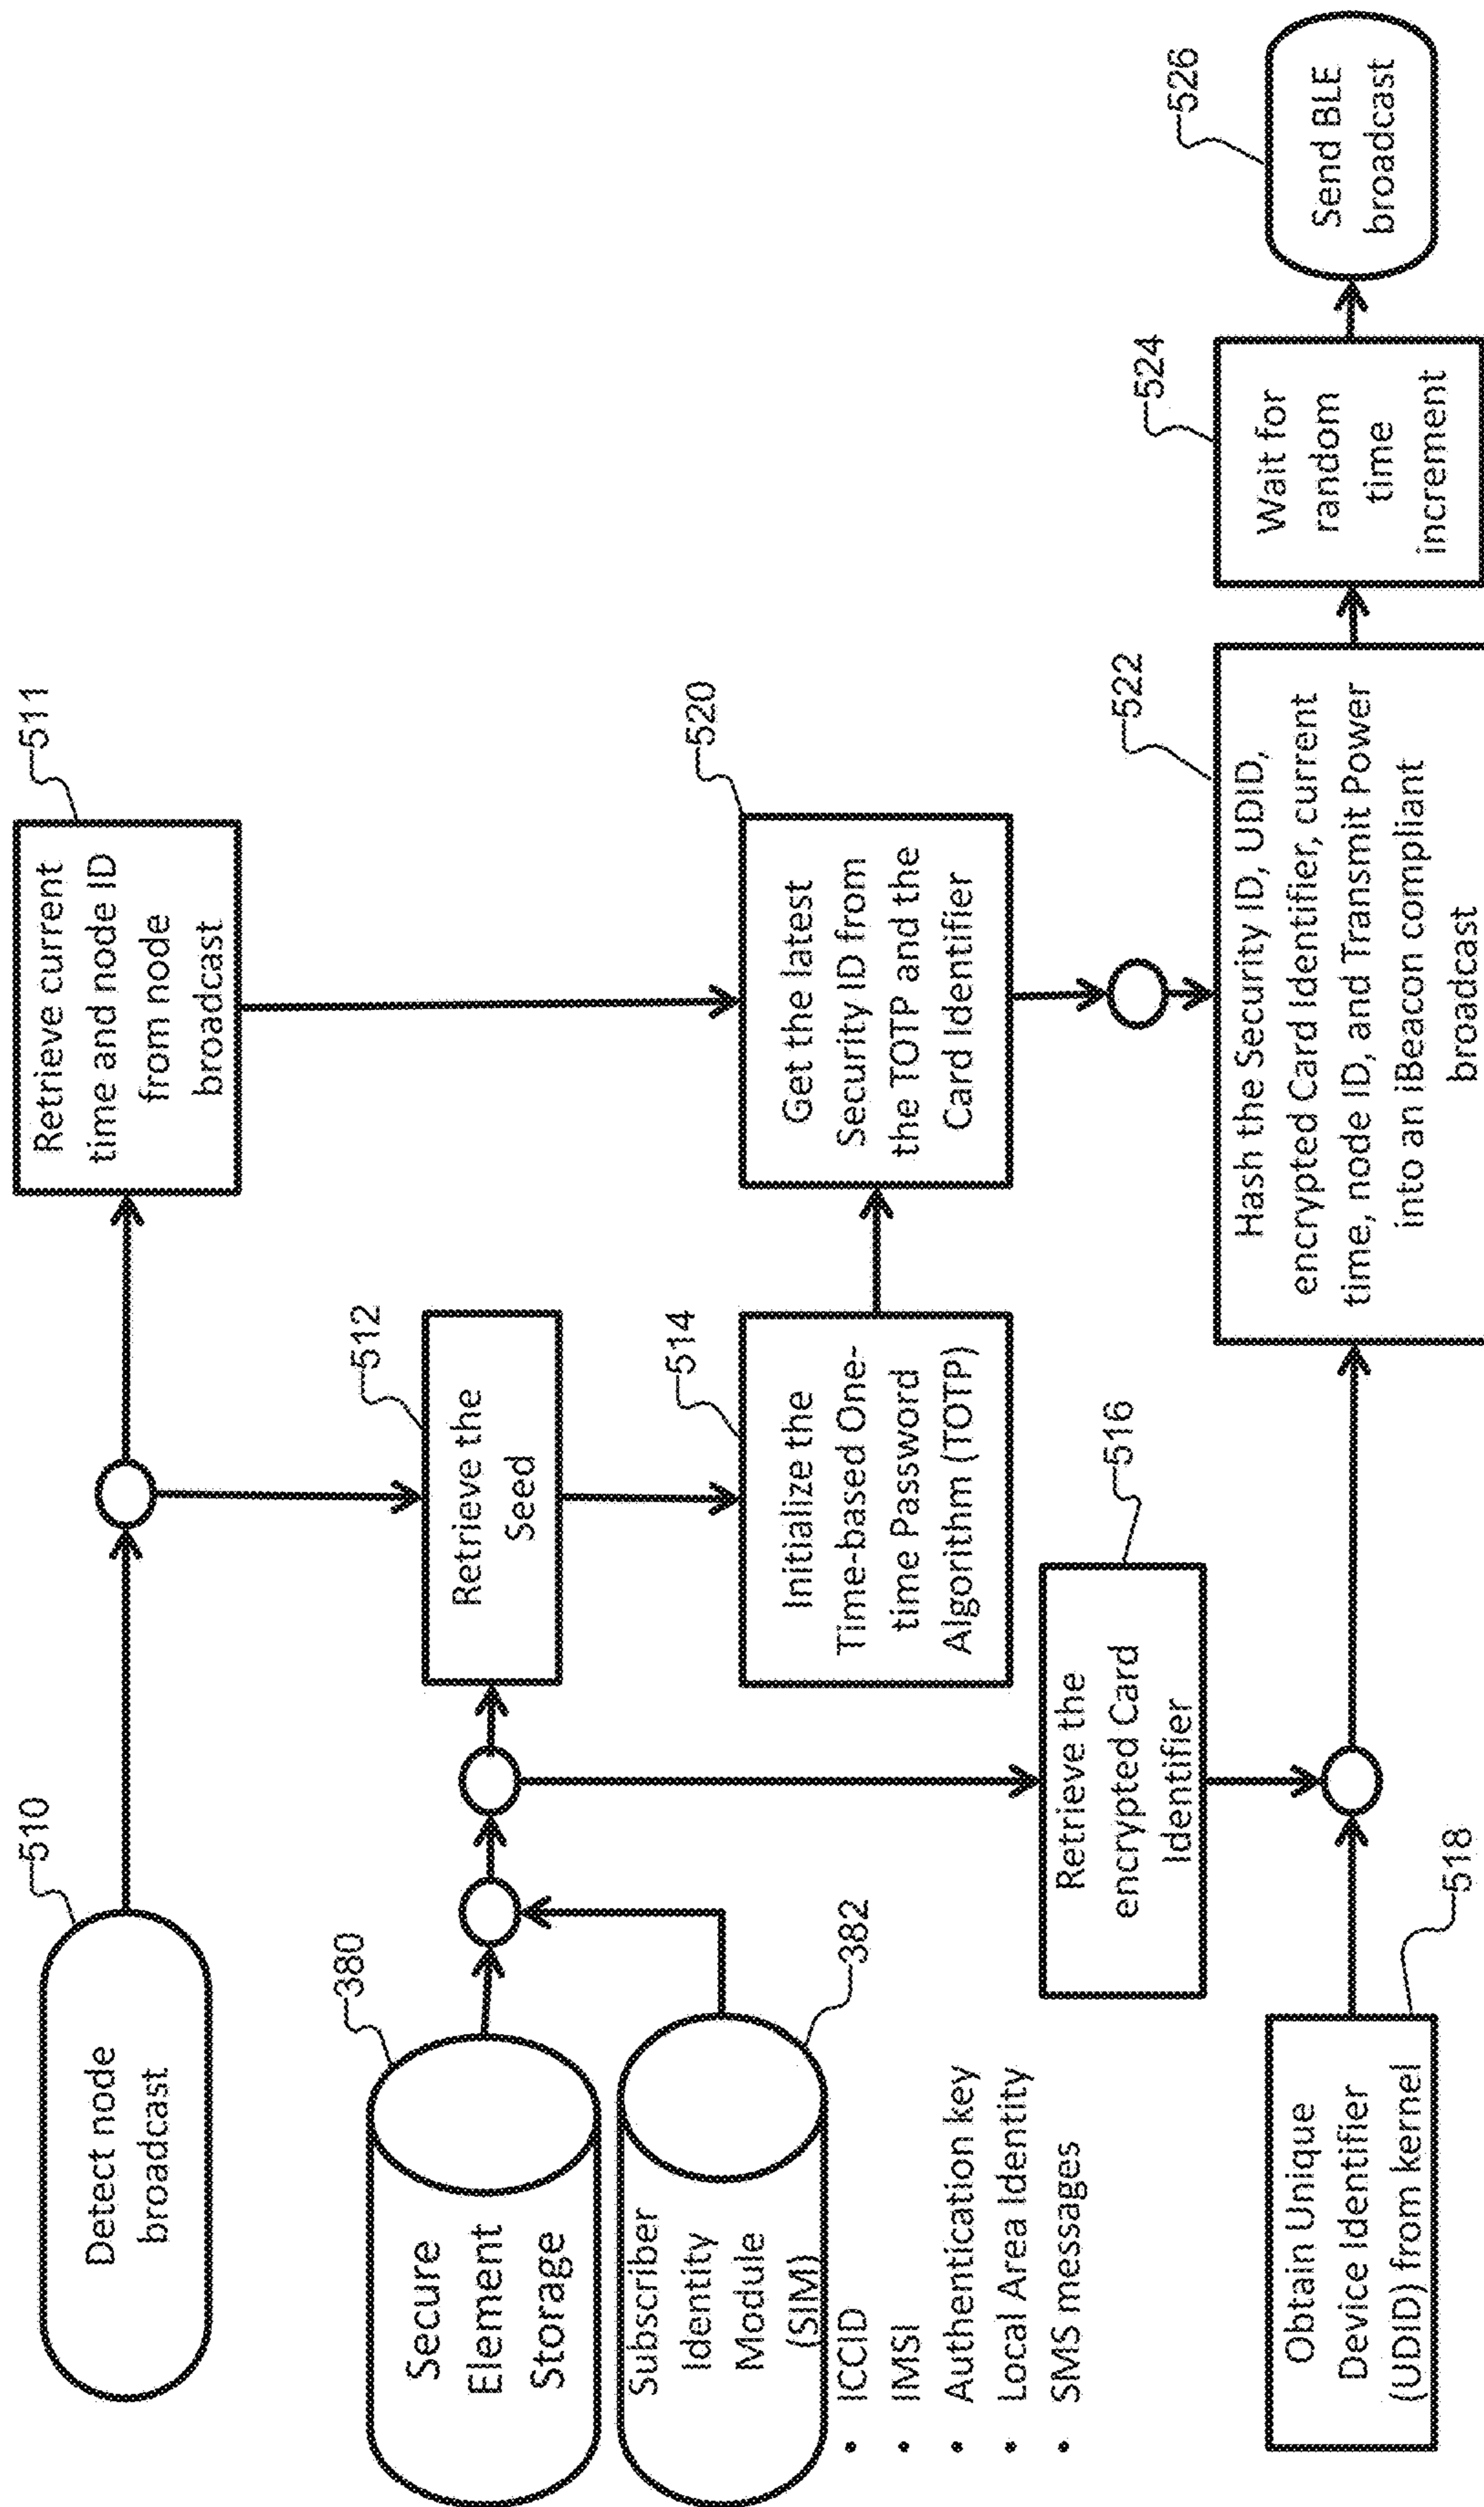 510
Detect node
broadcast
511
Retrieve current
time and node ID
from node
broadcast
380
Secure
Element
Storage
512
Retrieve the
Seed
382
Subscriber
Identity
Module
(SIM)
• ICCID
• IMSI
• Authentication key
• Local Area Identity
• SMS messages
514
Initialize the
Time-based One-
time Password
Algorithm (TOTP)
520
Get the latest
Security ID from
the TOTP and the
Card Identifier
516
Retrieve the
encrypted Card
Identifier
518
Obtain Unique
Device Identifier
(UDID) from kernel
522
Hash the Security ID, UDID,
encrypted Card Identifier, current
time, node ID, and Transmit Power
into an iBeacon compliant
broadcast
524
Wait for
random
time
increment
526
Send BLE
broadcast